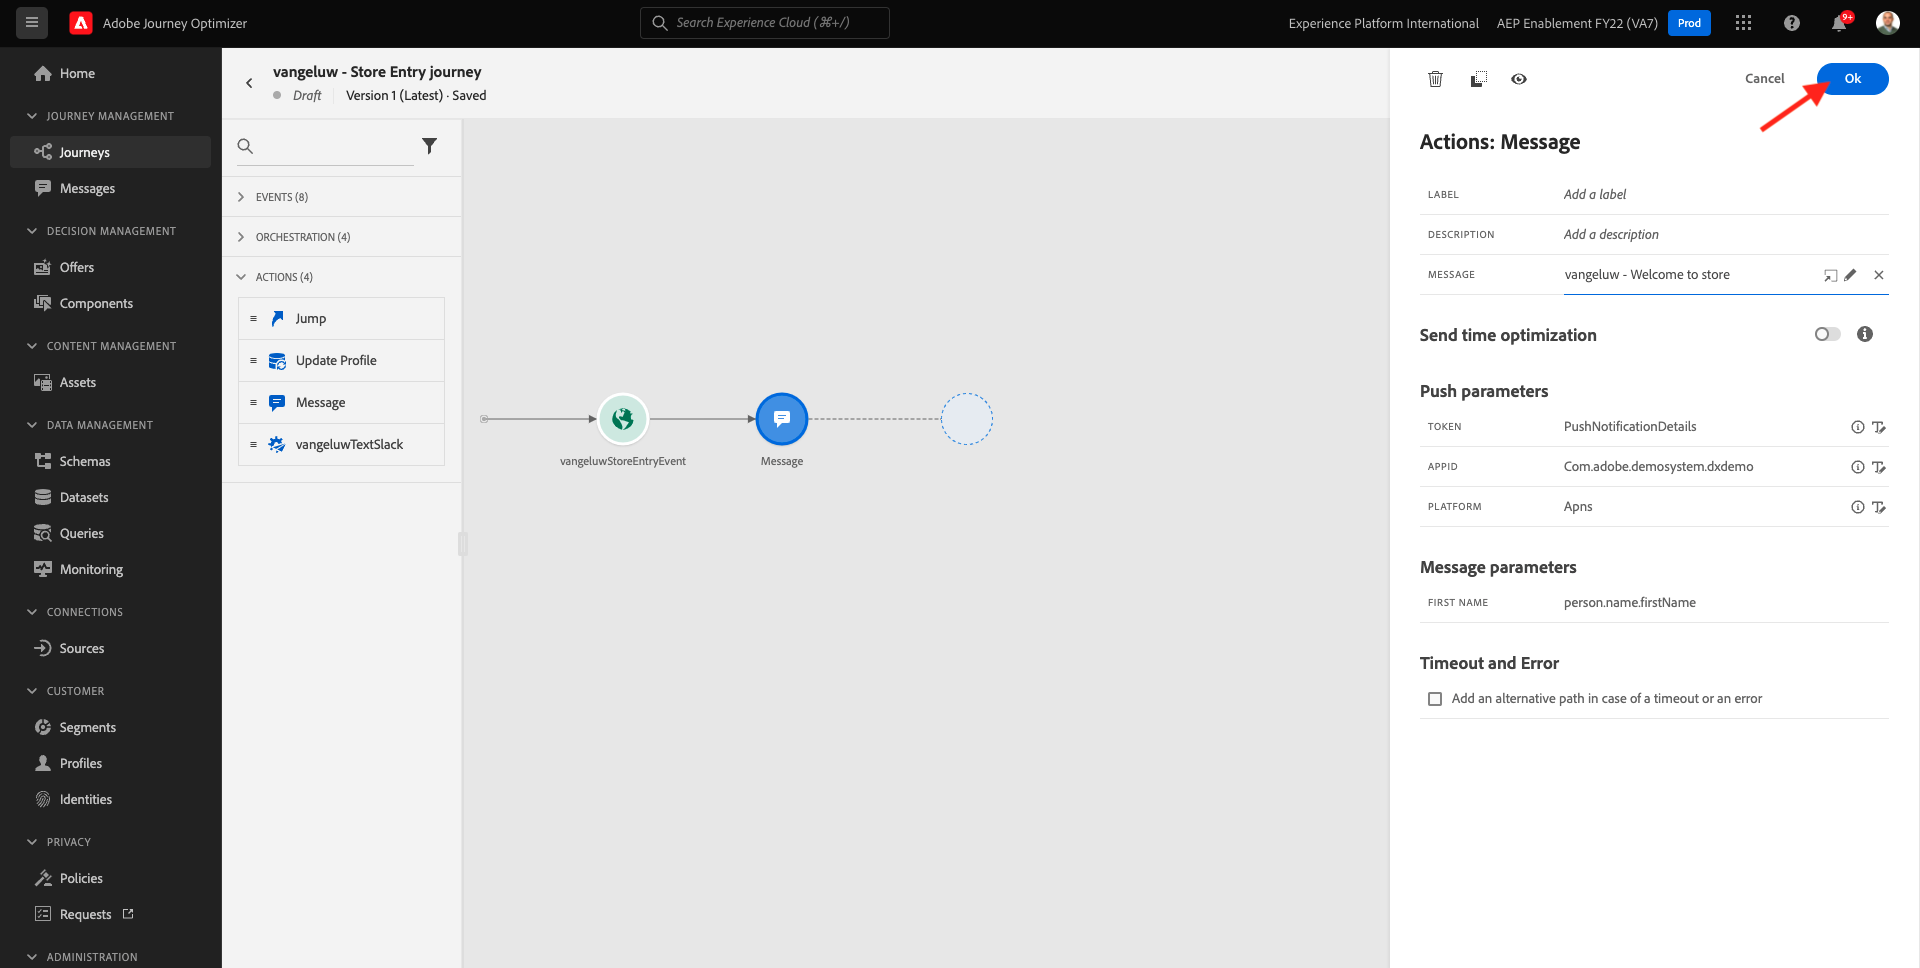 Adobe Journey Optimizer
Search Experience Cloud (⌘+/)
Experience Platform International
AEP Enablement FY22 (VA7)
Prod
9+
Home
JOURNEY MANAGEMENT
Journeys
Messages
DECISION MANAGEMENT
Offers
Components
CONTENT MANAGEMENT
Assets
DATA MANAGEMENT
Schemas
Datasets
Queries
Monitoring
CONNECTIONS
Sources
CUSTOMER
Segments
Profiles
Identities
PRIVACY
Policies
Requests
ADMINISTRATION
vangeluw - Store Entry journey
Draft
Version 1 (Latest) · Saved
EVENTS (8)
ORCHESTRATION (4)
ACTIONS (4)
Jump
Update Profile
Message
vangeluwTextSlack
vangeluwStoreEntryEvent
Message
Cancel
Ok
Actions: Message
LABEL
Add a label
DESCRIPTION
Add a description
MESSAGE
vangeluw - Welcome to store
Send time optimization
Push parameters
TOKEN
PushNotificationDetails
APPID
Com.adobe.demosystem.dxdemo
PLATFORM
Apns
Message parameters
FIRST NAME
person.name.firstName
Timeout and Error
Add an alternative path in case of a timeout or an error